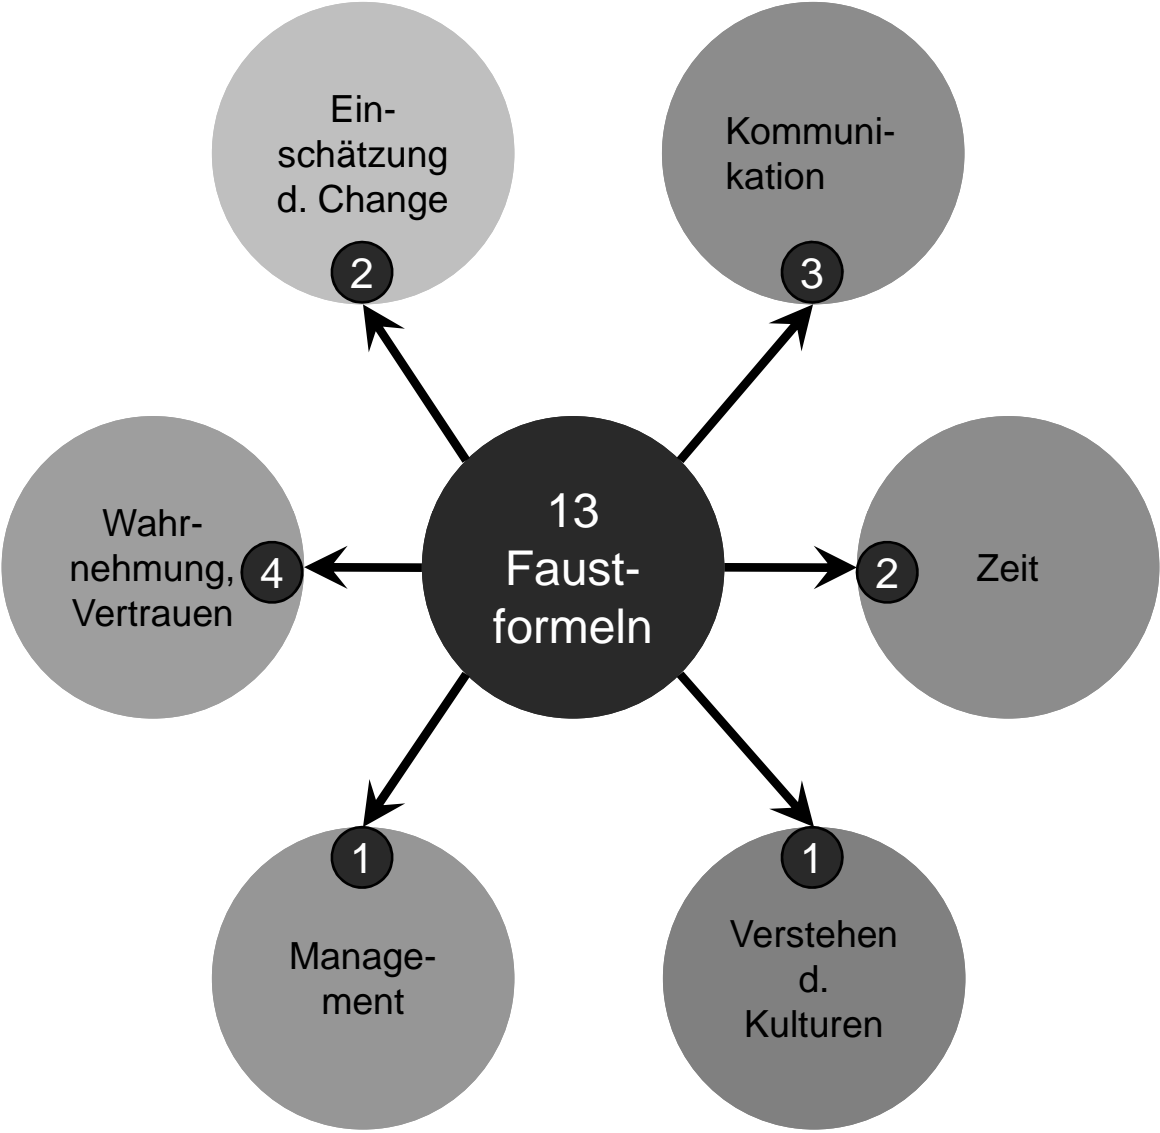 Ein-
schätzung
d. Change
2
Kommuni-
kation
3
Wahr-
nehmung,
Vertrauen
4
13
Faust-
formeln
2
Zeit
1
Manage-
ment
1
Verstehen
d.
Kulturen